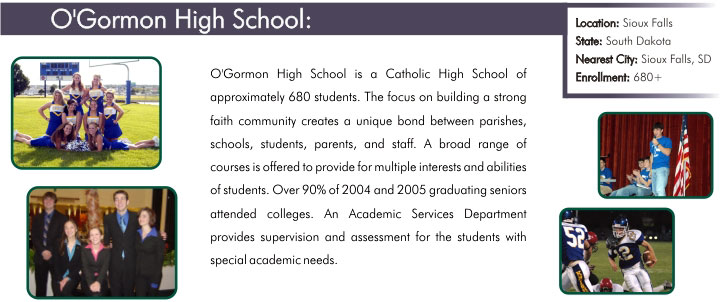 O'Gormon High School:
Location: Sioux Falls
State: South Dakota
Nearest City: Sioux Falls, SD
Enrollment: 680+
O'Gormon High School is a Catholic High School of
approximately 680 students. The focus on building a strong
faith community creates a unique bond between parishes,
schools, students, parents, and staff. A broad range of
courses is offered to provide for multiple interests and abilities
of students. Over 90% of 2004 and 2005 graduating seniors
attended colleges. An Academic Services Department
provides supervision and assessment for the students with
special academic needs.
52
2